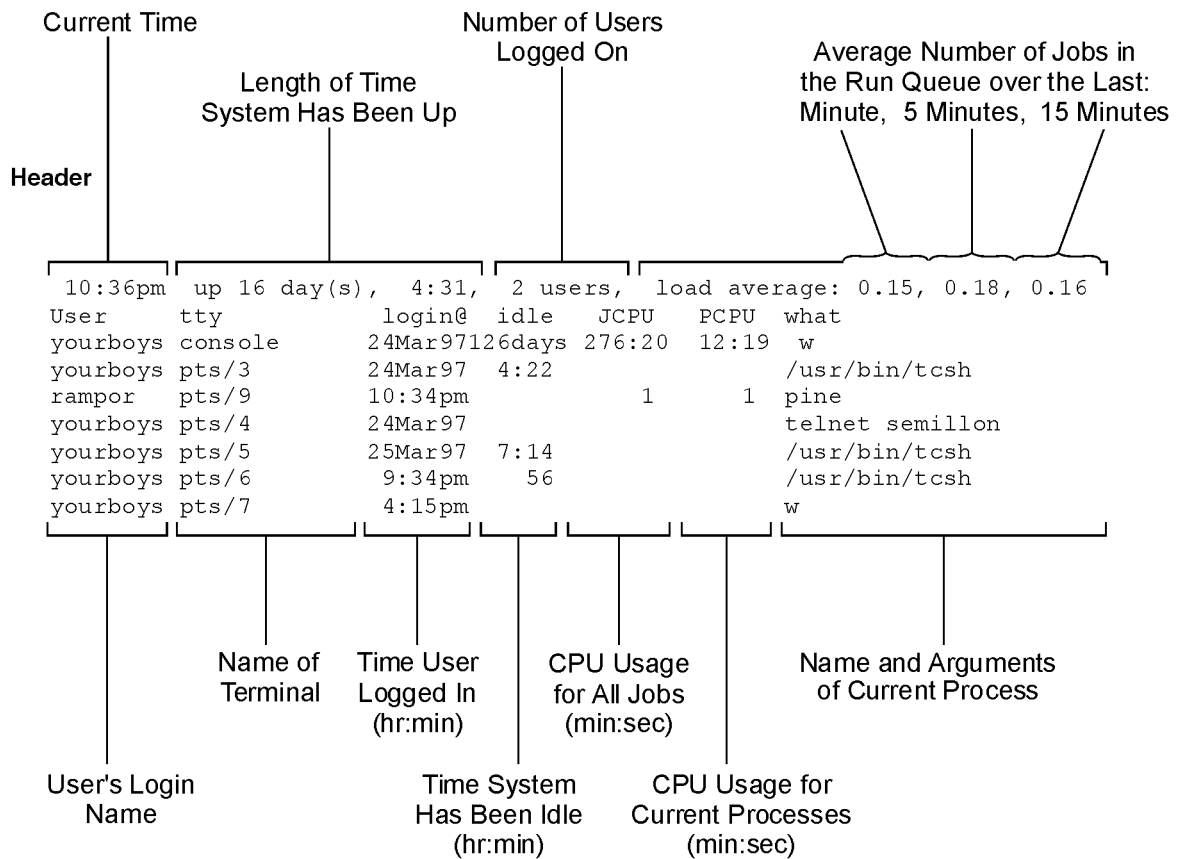 Current Time
Number of Users
Logged On
Average Number of Jobs in
the Run Queue over the Last:
Minute, 5 Minutes, 15 Minutes
Length of Time
System Has Been Up
Header
10:36pm up 16 day(s), 4:31, 2 users, load average: 0.15, 0.18, 0.16
User tty login@ idle JCPU PCPU what
yourboys console 24Mar97126days 276:20 12:19 w
yourboys pts/3 24Mar97 4:22 /usr/bin/tcsh
rampor pts/9 10:34pm 1 1 pine
yourboys pts/4 24Mar97 telnet semillon
yourboys pts/5 25Mar97 7:14 /usr/bin/tcsh
yourboys pts/6 9:34pm 56 /usr/bin/tcsh
yourboys pts/7 4:15pm w
Name of
Terminal
Time User
Logged In
(hr:min)
CPU Usage
for All Jobs
(min:sec)
Name and Arguments
of Current Process
User's Login
Name
Time System
Has Been Idle
(hr:min)
CPU Usage for
Current Processes
(min:sec)